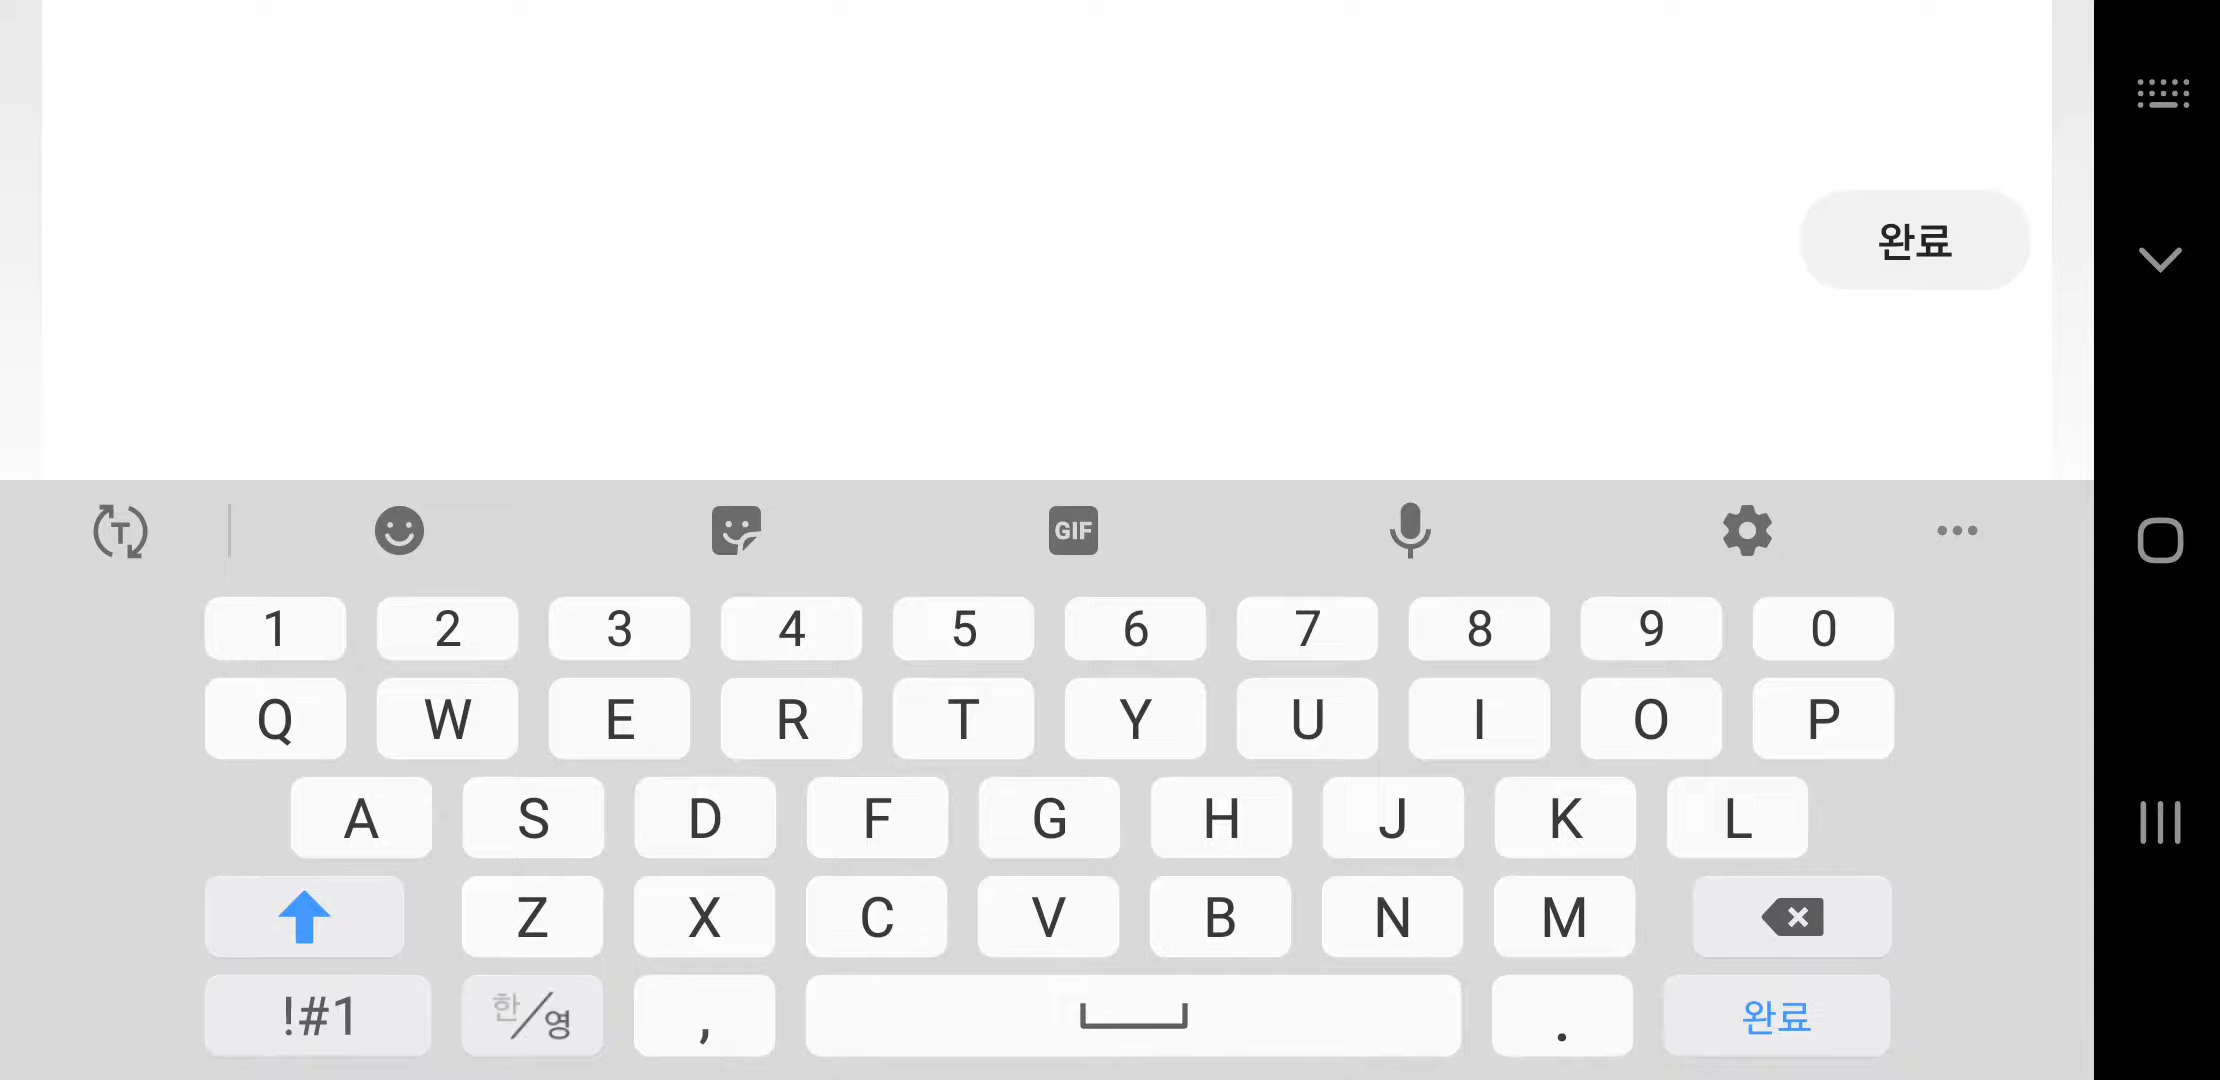 완료
T GIF
1 2 3 4 5 6 7 8 9 0
Q W E R T Y U I O P
A S D F G H J K L
Z X C V B N M
!#1 한/영 , . 완료